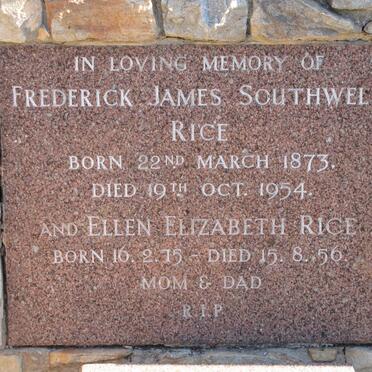 IN LOVING MEMORY OF
FREDERICK JAMES SOUTHWEL
RICE
BORN 22ND MARCH 1873.
DIED 19TH OCT. 1954.
AND ELLEN ELIZABETH RICE
BORN 16.2.75 - DIED 15.8.56.
MOM & DAD
R.I.P.